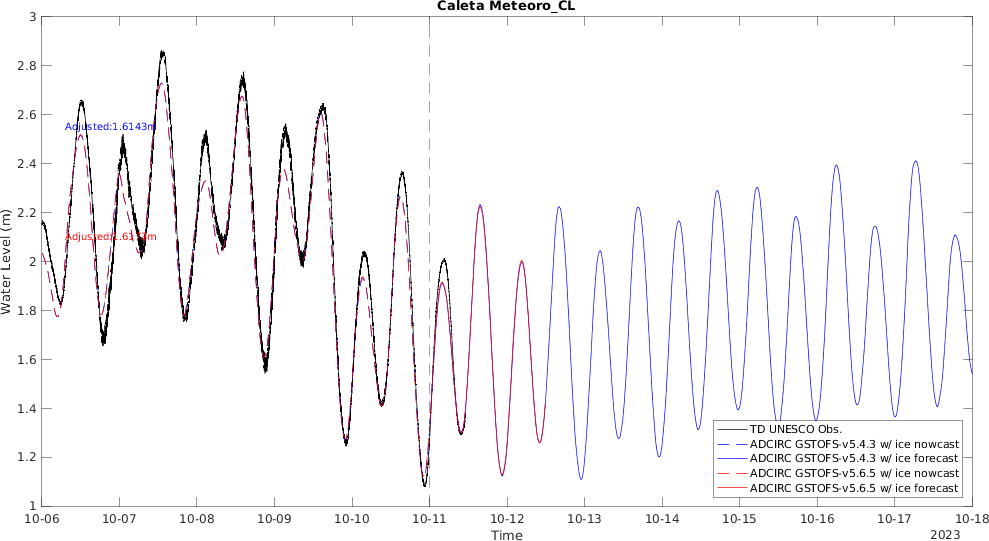 Caleta Meteoro_CL
3
2.8
2.6
2.4
2.2
2
1.8
1.6
1.4
1.2
1
Water Level (m)
Adjusted:1.6143m
TD UNESCO Obs.
ADCIRC GSTOFS-v5.4.3 w/ ice nowcast
ADCIRC GSTOFS-v5.4.3 w/ ice forecast
ADCIRC GSTOFS-v5.6.5 w/ ice nowcast
ADCIRC GSTOFS-v5.6.5 w/ ice forecast
10-06 10-07 10-08 10-09 10-10 10-11 10-12 10-13 10-14 10-15 10-16 10-17 10-18
Time
2023